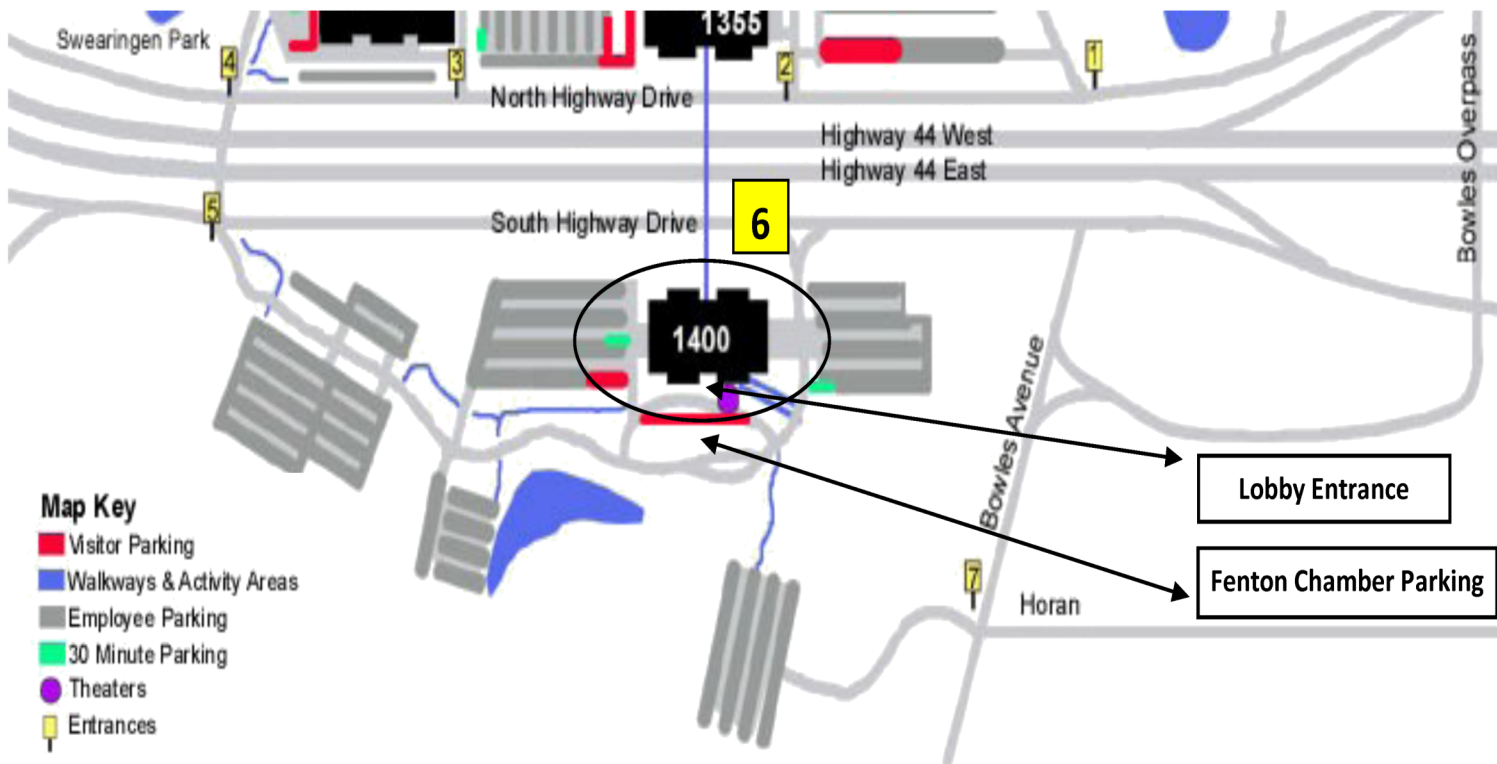 1355
Swearingen Park
4
3
2
1
North Highway Drive
Highway 44 West
Highway 44 East
Bowles Overpass
5
South Highway Drive
6
1400
Bowles Avenue
Lobby Entrance
Fenton Chamber Parking
7
Horan
Map Key
Visitor Parking
Walkways & Activity Areas
Employee Parking
30 Minute Parking
Theaters
Entrances